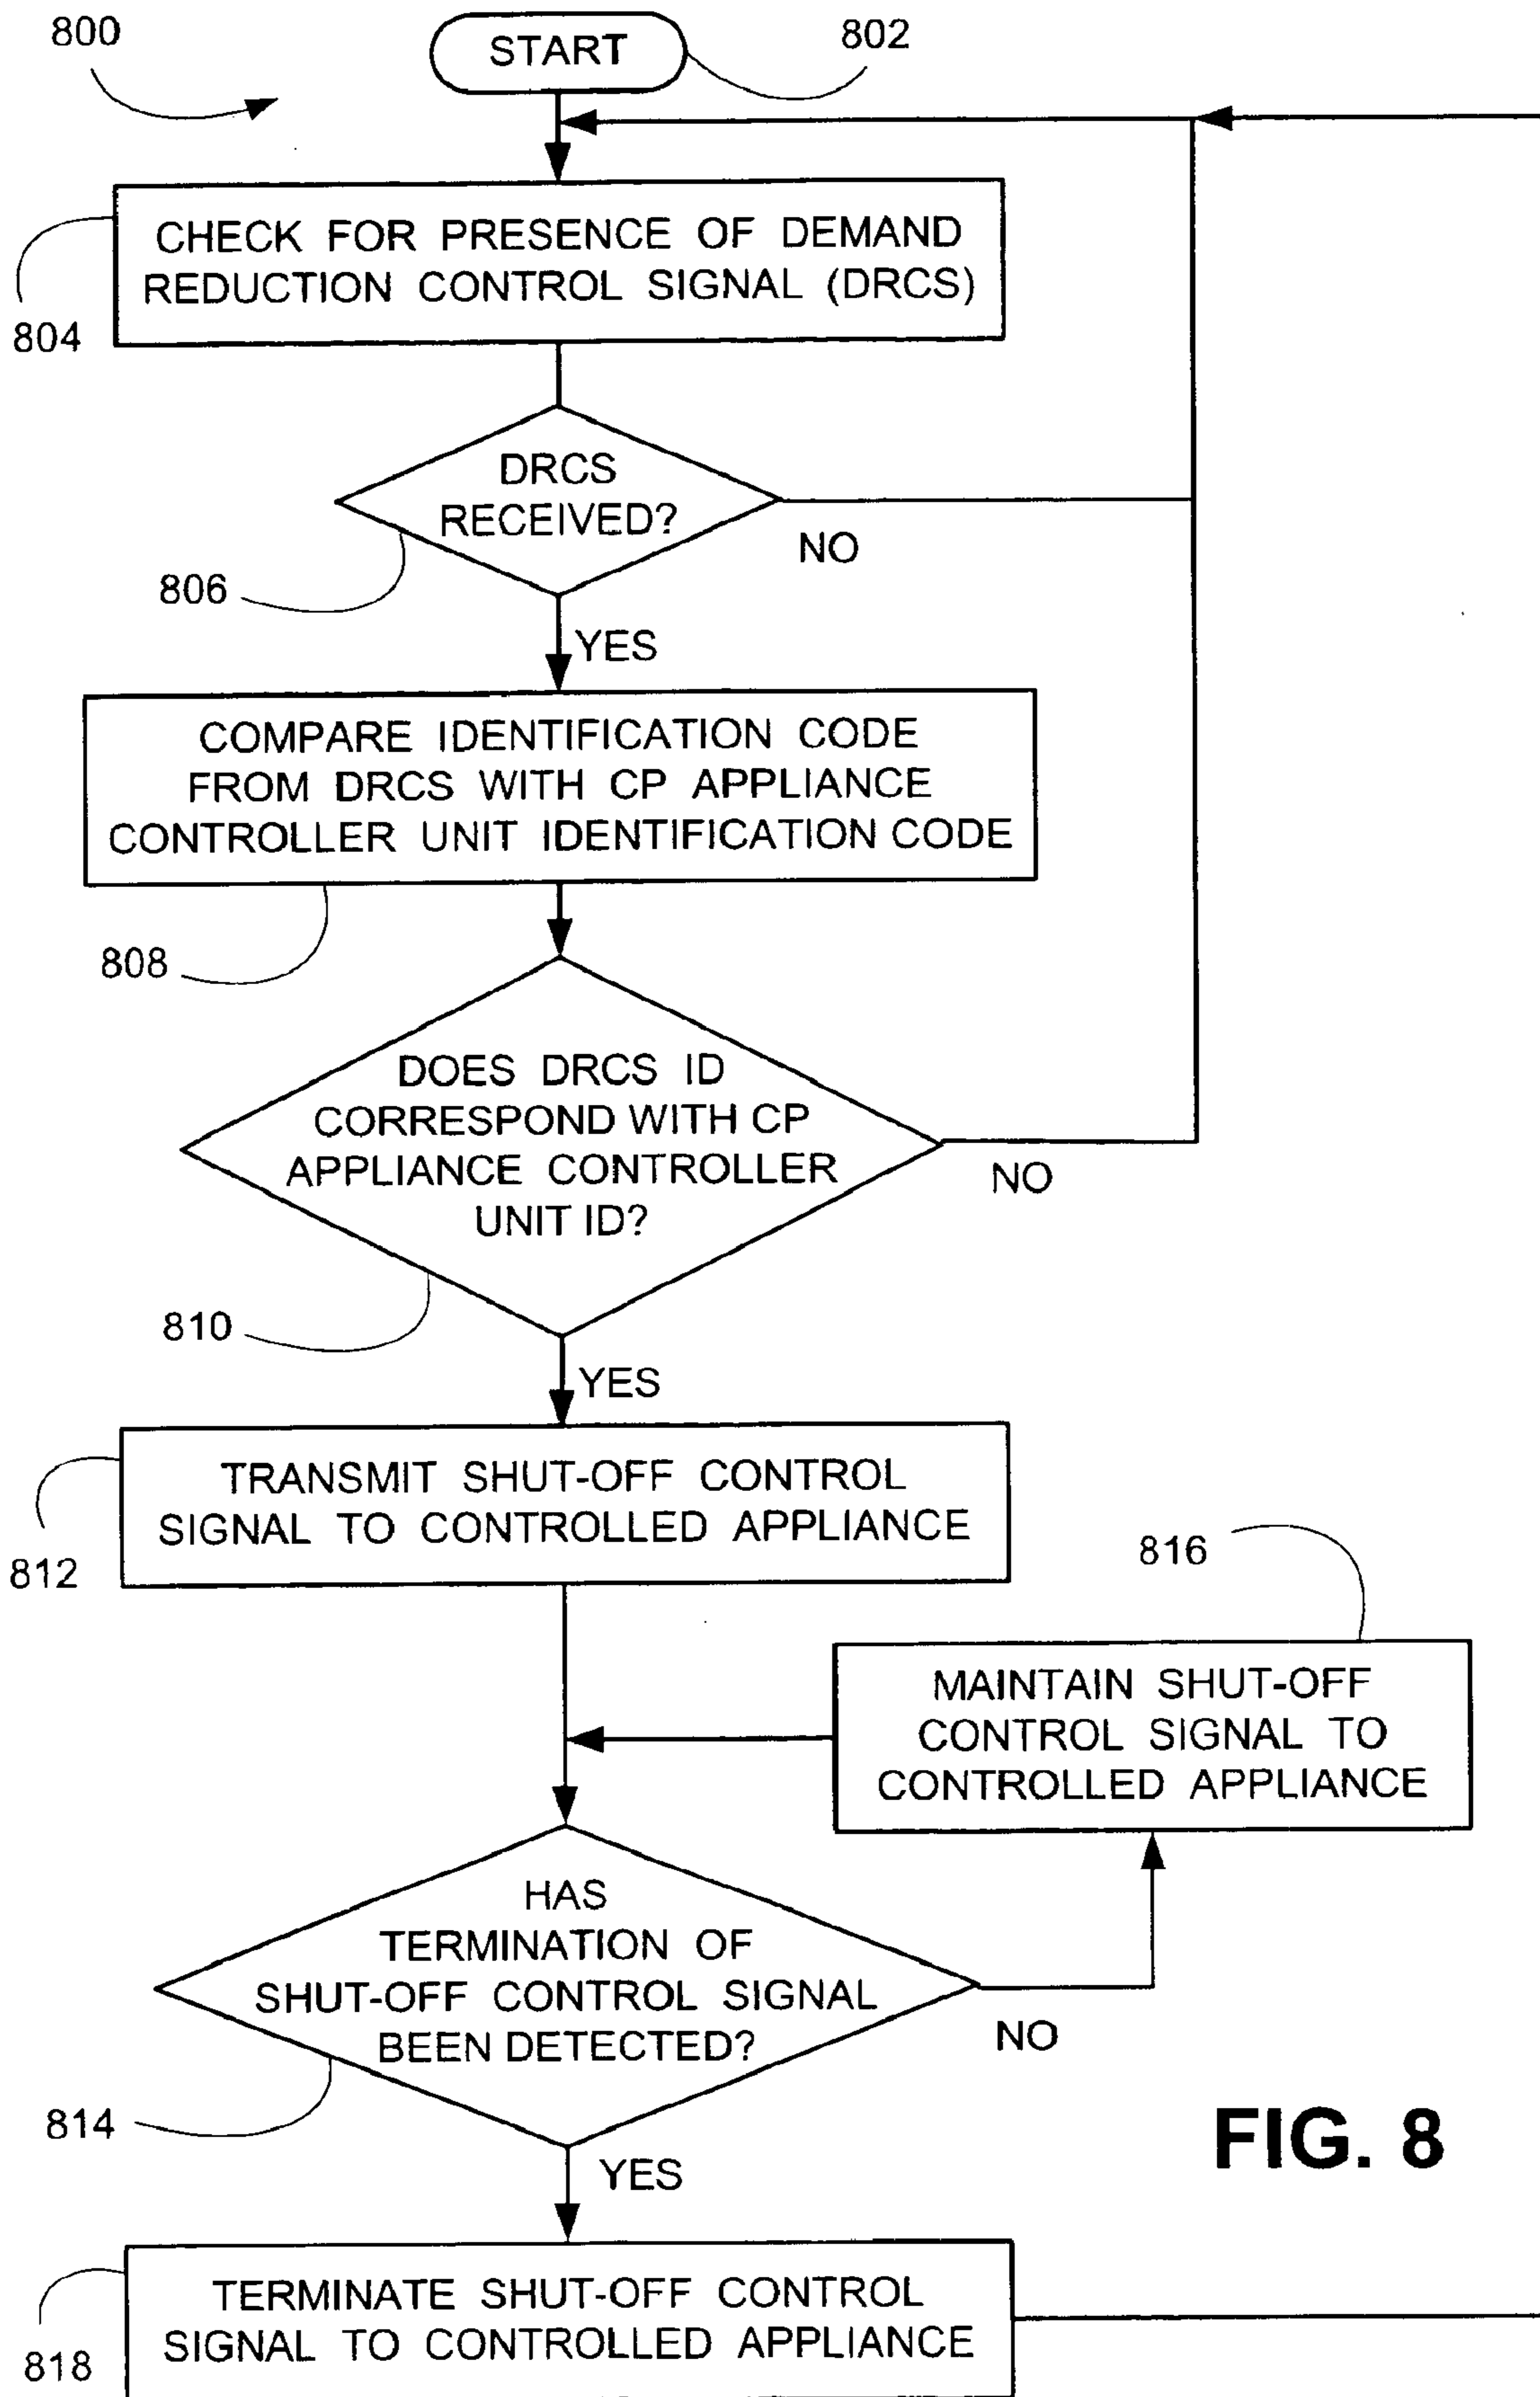 800
START
802
CHECK FOR PRESENCE OF DEMAND
REDUCTION CONTROL SIGNAL (DRCS)
804
DRCS
RECEIVED?
NO
806
YES
COMPARE IDENTIFICATION CODE
FROM DRCS WITH CP APPLIANCE
CONTROLLER UNIT IDENTIFICATION CODE
808
DOES DRCS ID
CORRESPOND WITH CP
APPLIANCE CONTROLLER
UNIT ID?
NO
810
YES
TRANSMIT SHUT-OFF CONTROL
SIGNAL TO CONTROLLED APPLIANCE
812
816
MAINTAIN SHUT-OFF
CONTROL SIGNAL TO
CONTROLLED APPLIANCE
HAS
TERMINATION OF
SHUT-OFF CONTROL SIGNAL
BEEN DETECTED?
NO
814
FIG. 8
YES
TERMINATE SHUT-OFF CONTROL
SIGNAL TO CONTROLLED APPLIANCE
818